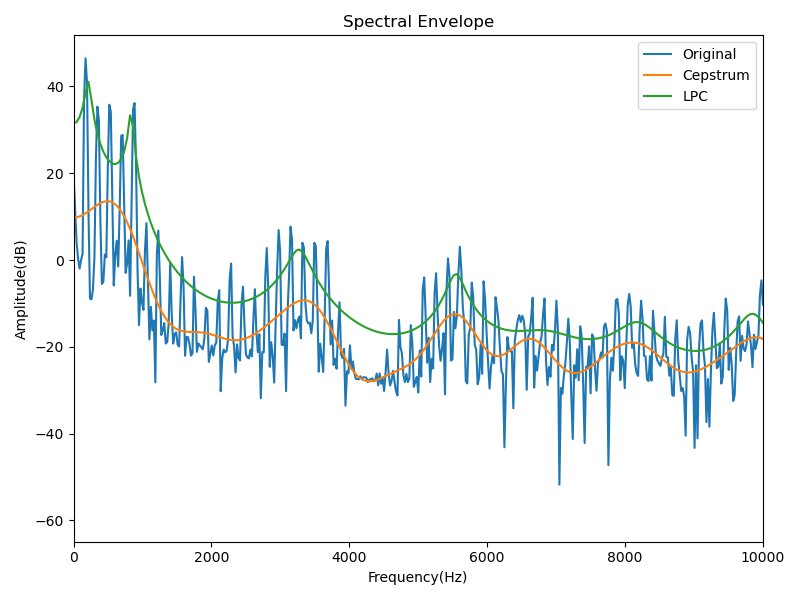 Spectral Envelope
Original
Cepstrum
LPC
Amplitude(dB)
40
20
0
−20
−40
−60
0
2000
4000
6000
8000
10000
Frequency(Hz)